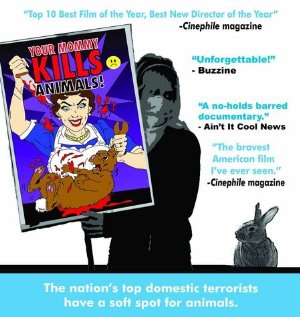 "Top 10 Best Film of the Year, Best New Director of the Year"
-Cinephile magazine
YOUR MOMMY
KILLS
ANIMALS!
"Unforgettable!"
- Buzzine
"A no-holds barred
documentary."
- Ain't It Cool News
"The bravest
American film
I've ever seen."
-Cinephile magazine
The nation's top domestic terrorists
have a soft spot for animals.